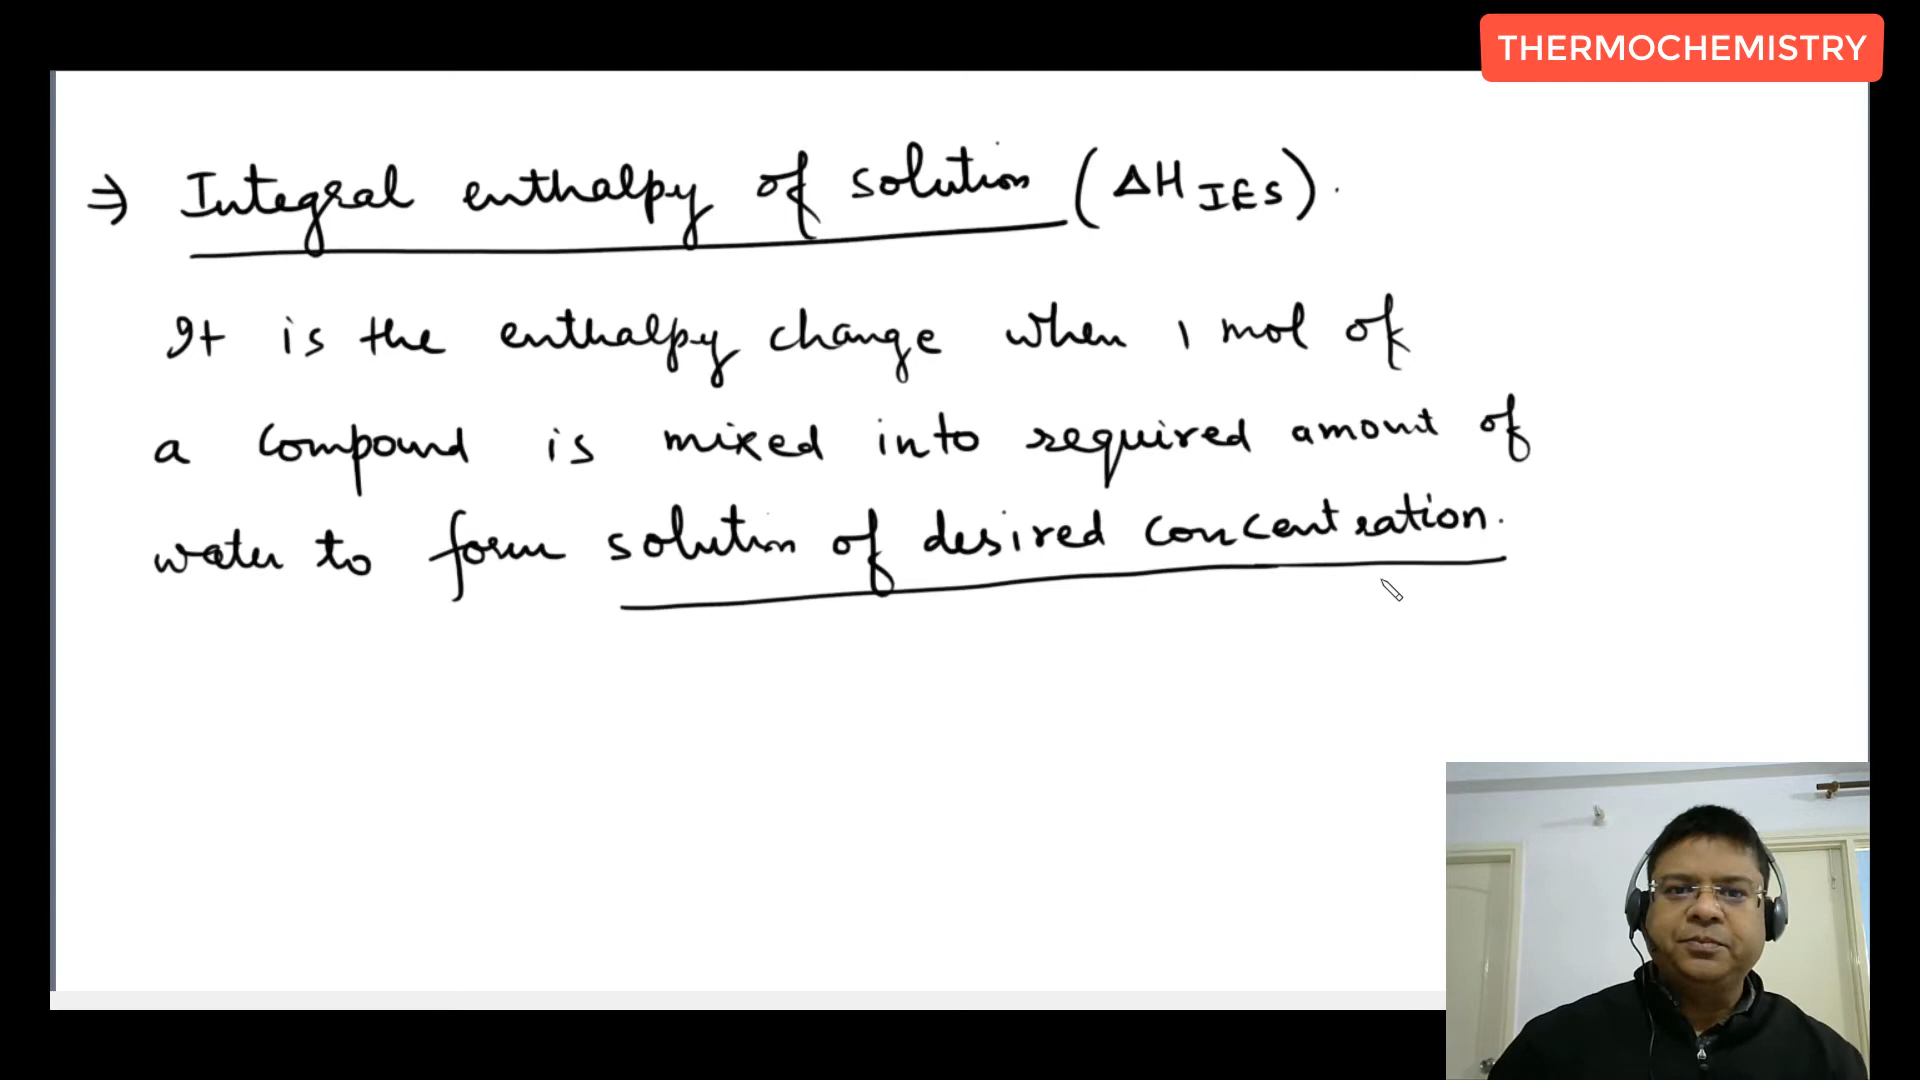 THERMOCHEMISTRY
⇒ Integral enthalpy of solution (ΔH IES).
It is the enthalpy change when 1 mol of
a compound is mixed into required amount of
water to form solution of desired concentration.